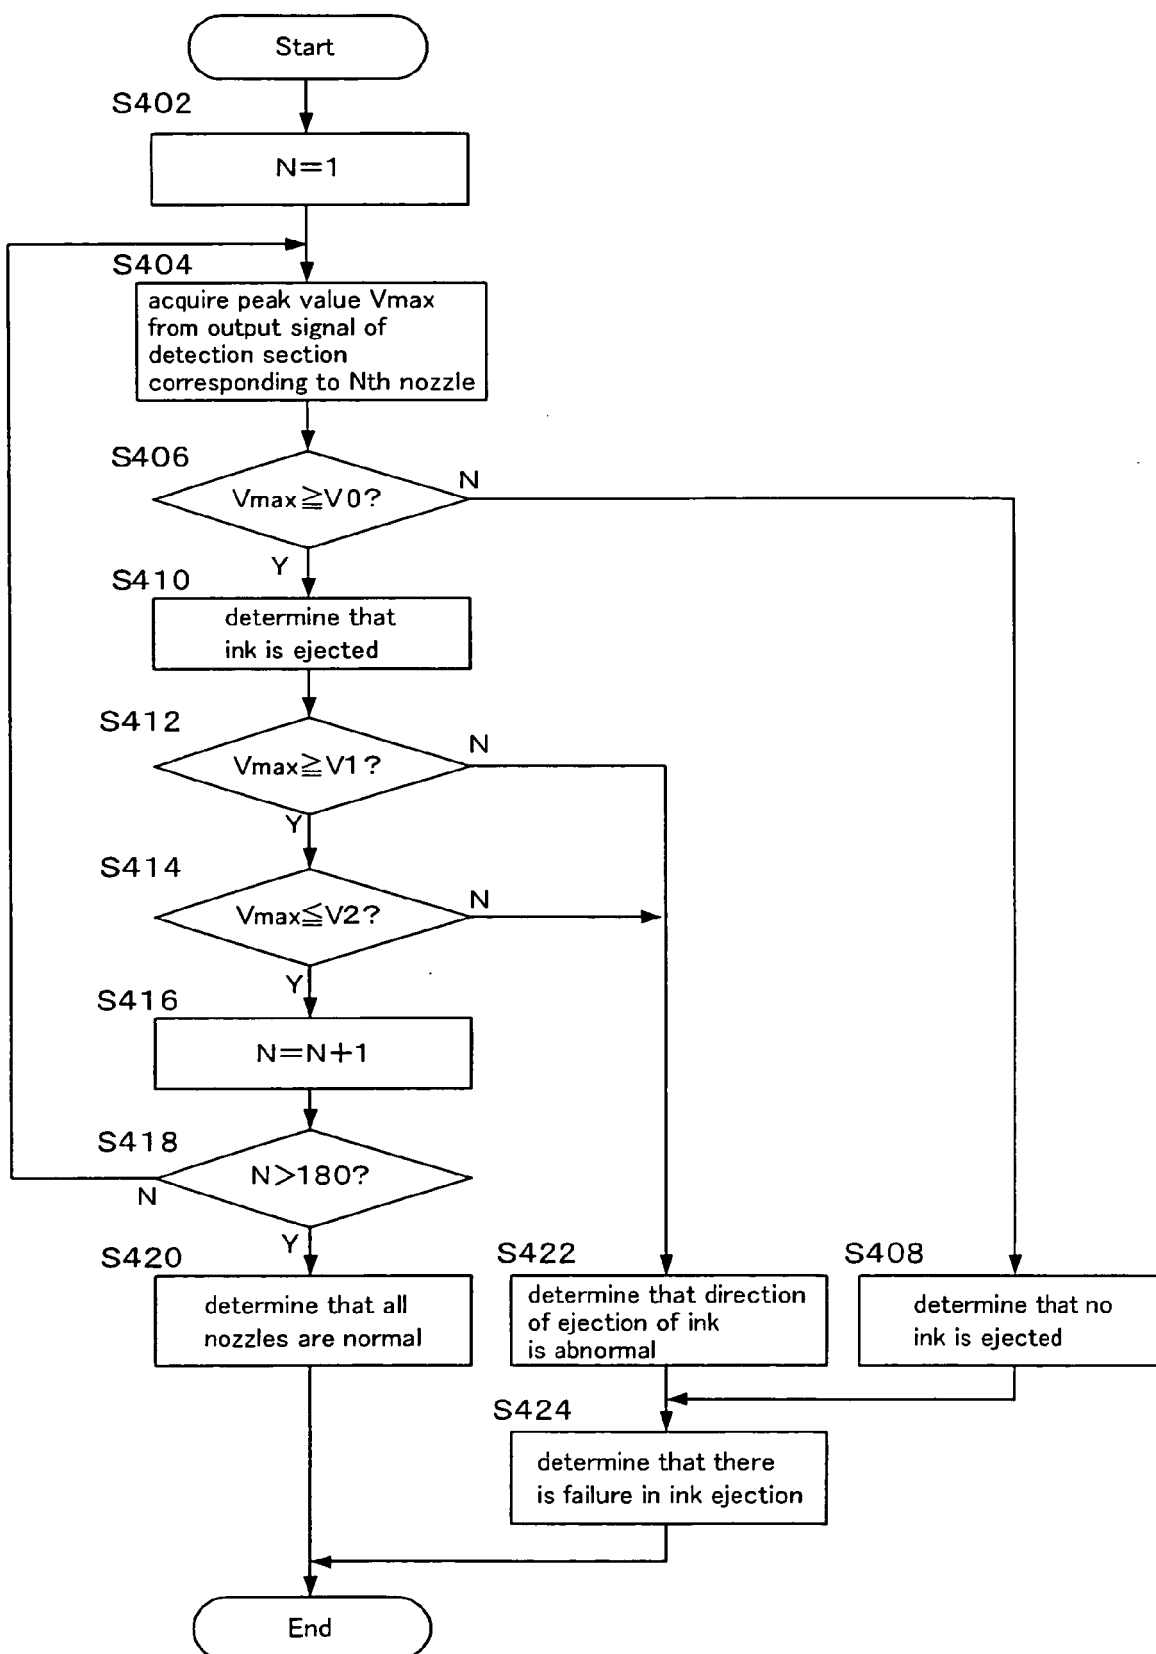 Start
S402
N=1
S404
acquire peak value Vmax
from output signal of
detection section
corresponding to Nth nozzle
S406
Vmax≧V0?
N
Y
S410
determine that
ink is ejected
S412
Vmax≧V1?
N
Y
S414
Vmax≦V2?
N
Y
S416
N=N+1
S418
N>180?
N
Y
S420
determine that all
nozzles are normal
S422
determine that direction
of ejection of ink
is abnormal
S408
determine that no
ink is ejected
S424
determine that there
is failure in ink ejection
End